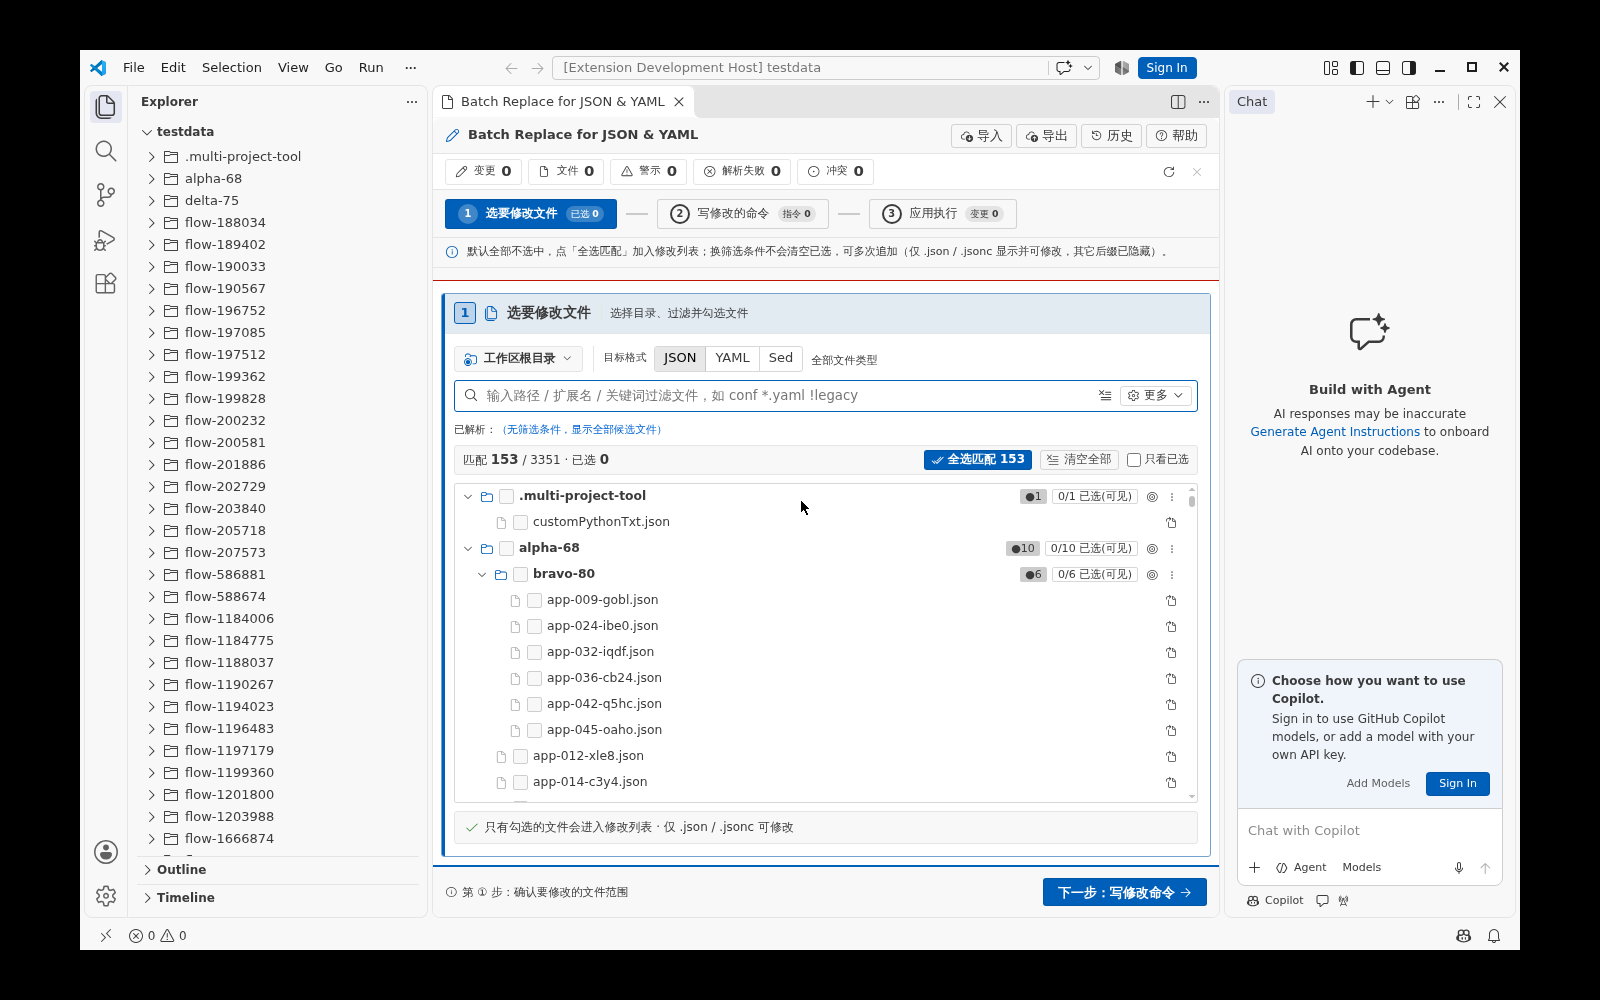 File Edit Selection View Go Run ···
[Extension Development Host] testdata
Sign In
Explorer
testdata
.multi-project-tool
alpha-68
delta-75
flow-188034
flow-189402
flow-190033
flow-190567
flow-196752
flow-197085
flow-197512
flow-199362
flow-199828
flow-200232
flow-200581
flow-201886
flow-202729
flow-203840
flow-205718
flow-207573
flow-586881
flow-588674
flow-1184006
flow-1184775
flow-1188037
flow-1190267
flow-1194023
flow-1196483
flow-1197179
flow-1199360
flow-1201800
flow-1203988
flow-1666874
Outline
Timeline
Batch Replace for JSON & YAML
Batch Replace for JSON & YAML
导入 导出 历史 帮助
变更 0 文件 0 警示 0 解析失败 0 冲突 0
1 选要修改文件 已选 0 2 写修改的命令 指令 0 3 应用执行 变更 0
默认全部不选中，点「全选匹配」加入修改列表；换筛选条件不会清空已选，可多次追加（仅 .json / .jsonc 显示并可修改，其它后缀已隐藏）。
1 选要修改文件 选择目录、过滤并勾选文件
工作区根目录 目标格式 JSON YAML Sed 全部文件类型
输入路径 / 扩展名 / 关键词过滤文件，如 conf *.yaml !legacy 更多
已解析：（无筛选条件，显示全部候选文件）
匹配 153 / 3351 · 已选 0 全选匹配 153 清空全部 只看已选
.multi-project-tool ●1 0/1 已选(可见)
customPythonTxt.json
alpha-68 ●10 0/10 已选(可见)
bravo-80 ●6 0/6 已选(可见)
app-009-gobl.json
app-024-ibe0.json
app-032-iqdf.json
app-036-cb24.json
app-042-q5hc.json
app-045-oaho.json
app-012-xle8.json
app-014-c3y4.json
只有勾选的文件会进入修改列表 · 仅 .json / .jsonc 可修改
第 ① 步：确认要修改的文件范围 下一步：写修改命令 →
Chat
Build with Agent
AI responses may be inaccurate
Generate Agent Instructions to onboard
AI onto your codebase.
Choose how you want to use
Copilot.
Sign in to use GitHub Copilot
models, or add a model with your
own API key.
Add Models Sign In
Chat with Copilot
Agent Models
Copilot
0 0